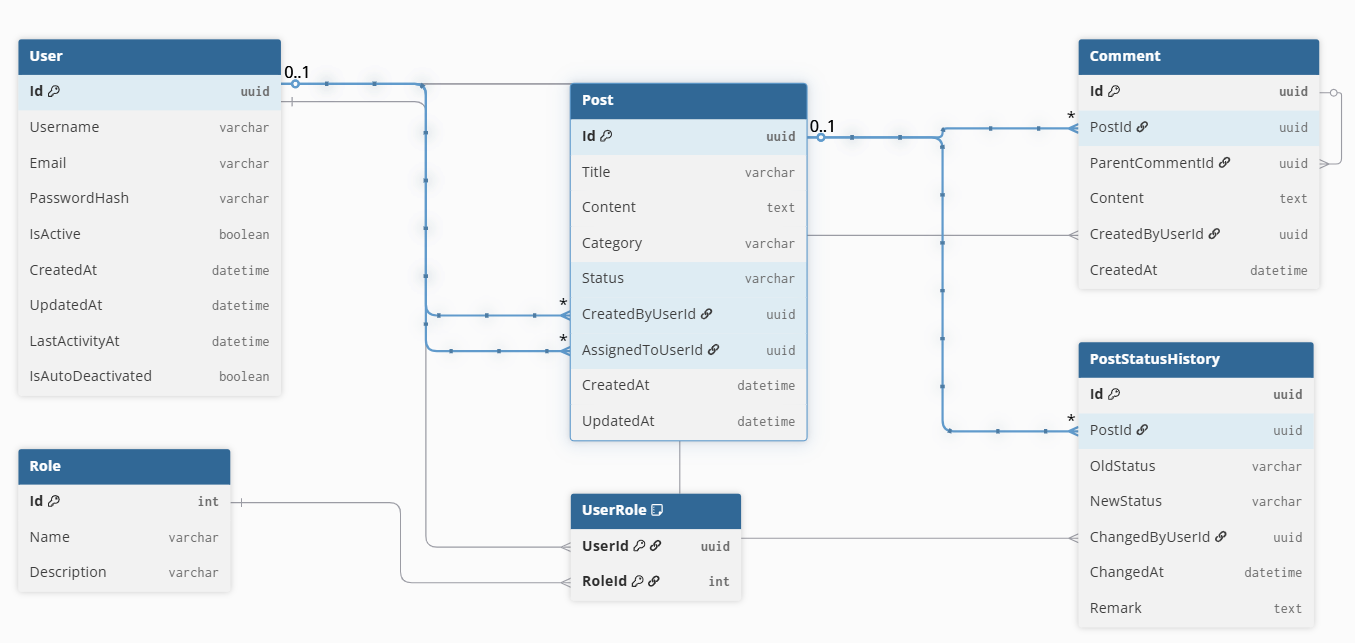 User
Id uuid
Username varchar
Email varchar
PasswordHash varchar
IsActive boolean
CreatedAt datetime
UpdatedAt datetime
LastActivityAt datetime
IsAutoDeactivated boolean
0..1
Role
Id int
Name varchar
Description varchar
Post
Id uuid
Title varchar
Content text
Category varchar
Status varchar
* CreatedByUserId uuid
* AssignedToUserId uuid
CreatedAt datetime
UpdatedAt datetime
0..1
UserRole
UserId uuid
RoleId int
Comment
Id uuid
* PostId uuid
ParentCommentId uuid
Content text
CreatedByUserId uuid
CreatedAt datetime
PostStatusHistory
Id uuid
* PostId uuid
OldStatus varchar
NewStatus varchar
ChangedByUserId uuid
ChangedAt datetime
Remark text